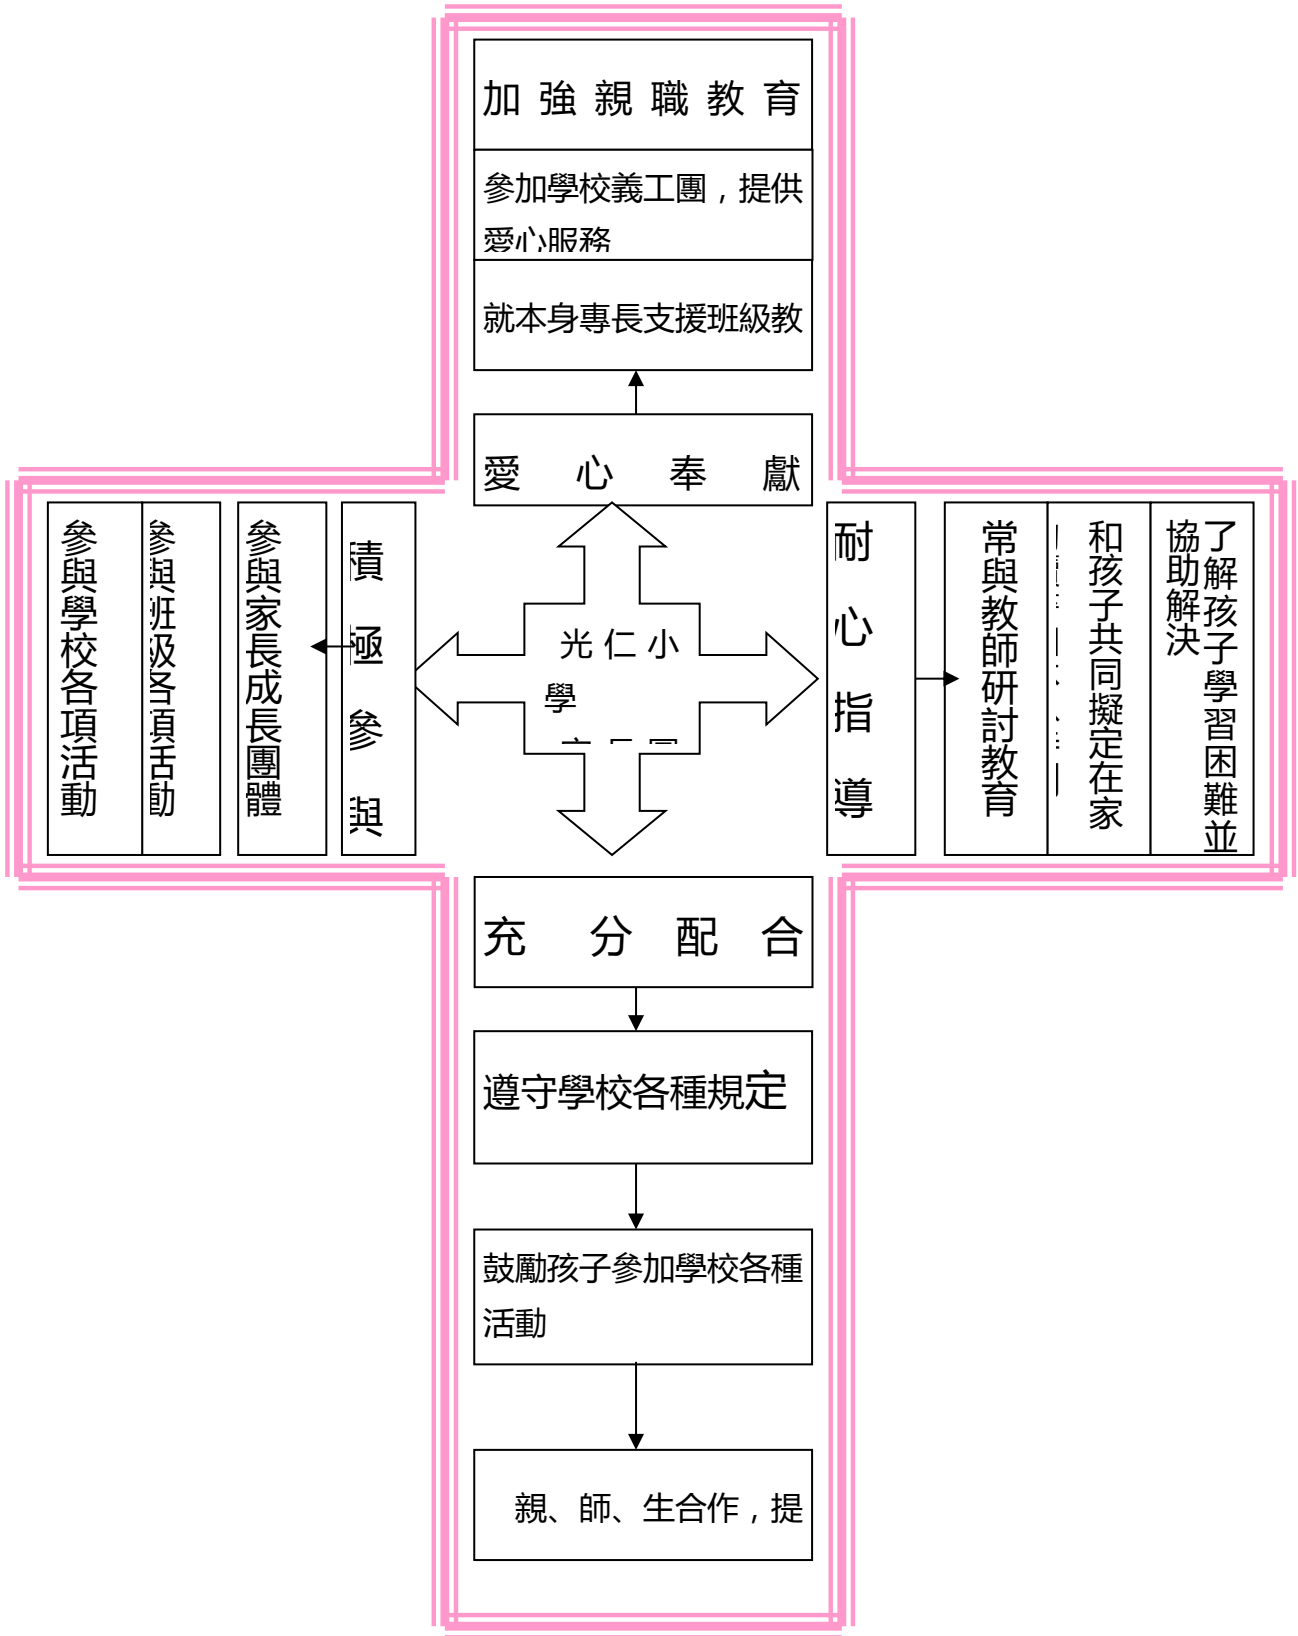 加強親職教育
參加學校義工團，提供
愛心服務
就本身專長支援班級教
愛心奉獻
參與學校各項活動
參與班級各項活動
參與家長成長團體
積極參與
光仁小
學
耐心指導
常與教師研討教育
和孩子共同擬定在家
了解孩子學習困難並
協助解決
充分配合
遵守學校各種規定
鼓勵孩子參加學校各種
活動
親、師、生合作，提